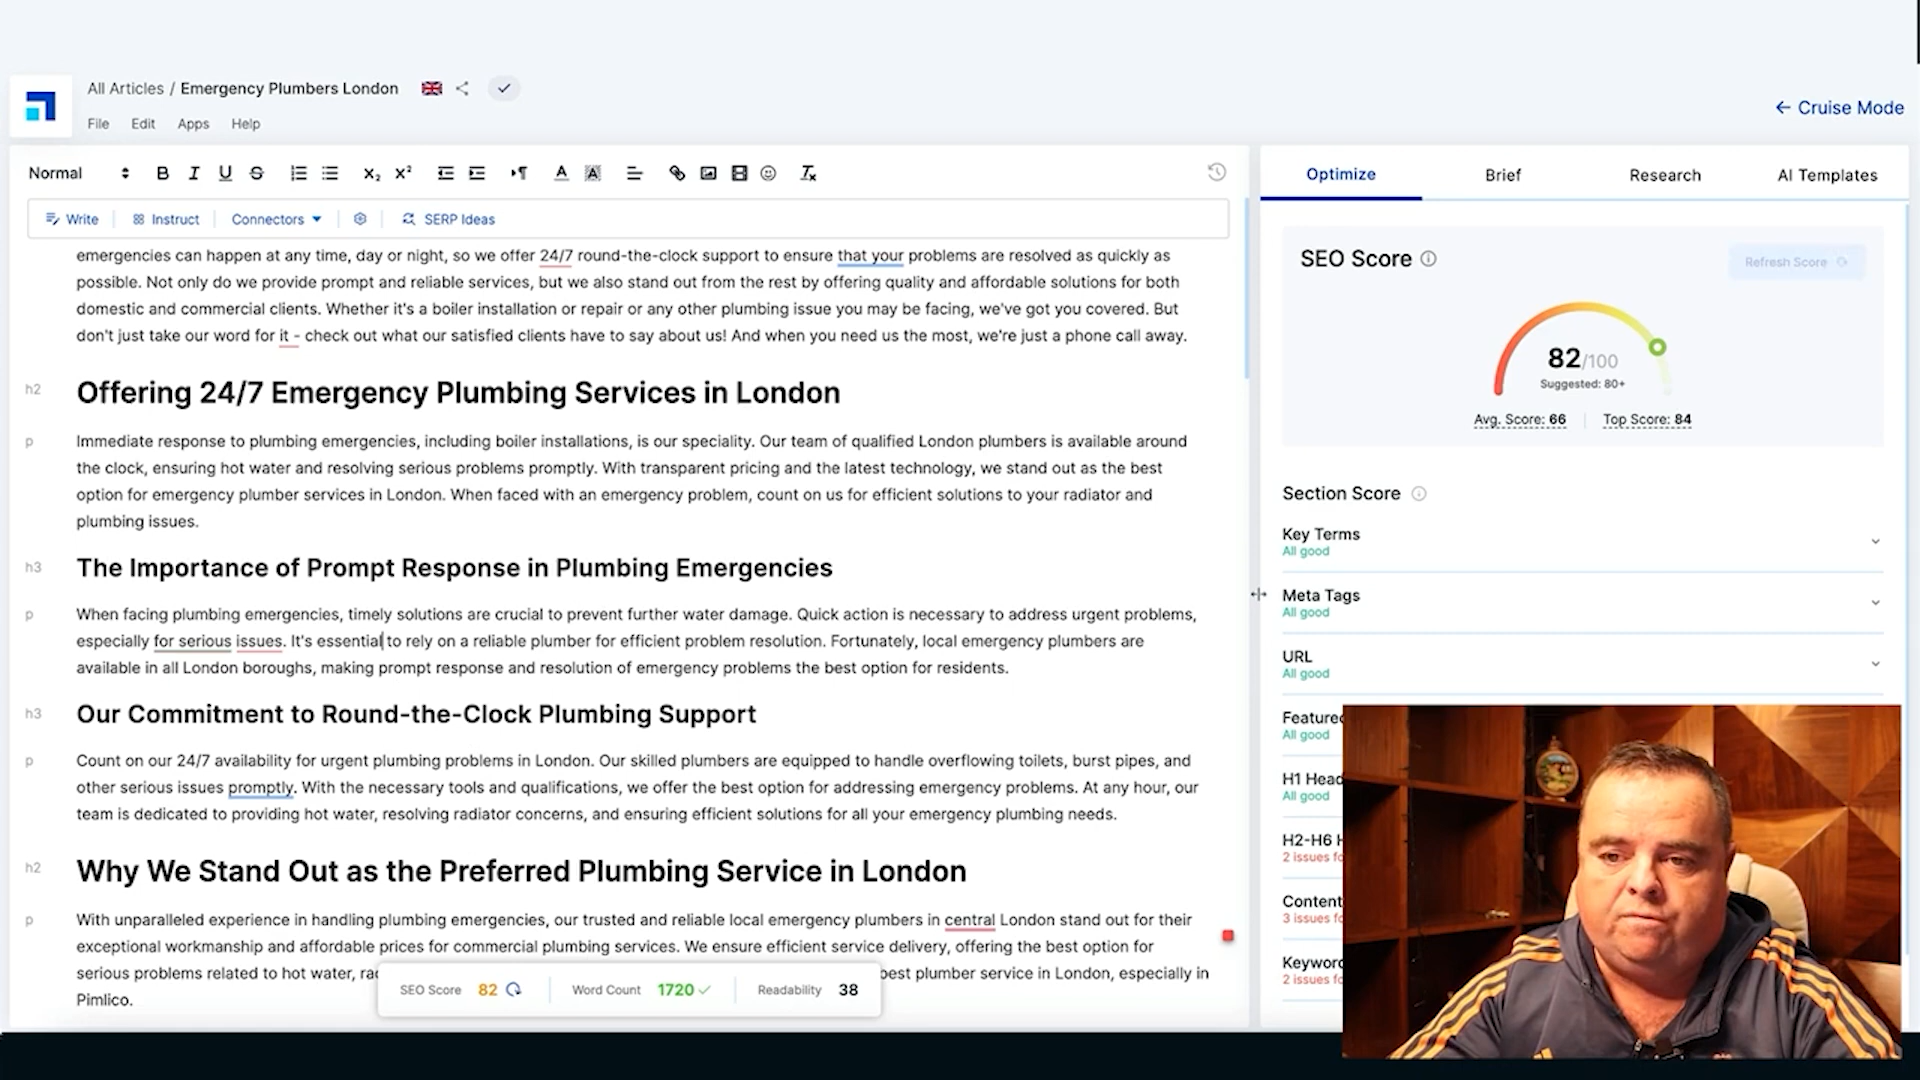 All Articles / Emergency Plumbers London
File Edit Apps Help
← Cruise Mode
Normal
Write Instruct Connectors SERP Ideas
emergencies can happen at any time, day or night, so we offer 24/7 round-the-clock support to ensure that your problems are resolved as quickly as
possible. Not only do we provide prompt and reliable services, but we also stand out from the rest by offering quality and affordable solutions for both
domestic and commercial clients. Whether it's a boiler installation or repair or any other plumbing issue you may be facing, we've got you covered. But
don't just take our word for it - check out what our satisfied clients have to say about us! And when you need us the most, we're just a phone call away.
h2 Offering 24/7 Emergency Plumbing Services in London
p Immediate response to plumbing emergencies, including boiler installations, is our speciality. Our team of qualified London plumbers is available around
the clock, ensuring hot water and resolving serious problems promptly. With transparent pricing and the latest technology, we stand out as the best
option for emergency plumber services in London. When faced with an emergency problem, count on us for efficient solutions to your radiator and
plumbing issues.
h3 The Importance of Prompt Response in Plumbing Emergencies
p When facing plumbing emergencies, timely solutions are crucial to prevent further water damage. Quick action is necessary to address urgent problems,
especially for serious issues. It's essential to rely on a reliable plumber for efficient problem resolution. Fortunately, local emergency plumbers are
available in all London boroughs, making prompt response and resolution of emergency problems the best option for residents.
h3 Our Commitment to Round-the-Clock Plumbing Support
p Count on our 24/7 availability for urgent plumbing problems in London. Our skilled plumbers are equipped to handle overflowing toilets, burst pipes, and
other serious issues promptly. With the necessary tools and qualifications, we offer the best option for addressing emergency problems. At any hour, our
team is dedicated to providing hot water, resolving radiator concerns, and ensuring efficient solutions for all your emergency plumbing needs.
h2 Why We Stand Out as the Preferred Plumbing Service in London
p With unparalleled experience in handling plumbing emergencies, our trusted and reliable local emergency plumbers in central London stand out for their
exceptional workmanship and affordable prices for commercial plumbing services. We ensure efficient service delivery, offering the best option for
serious problems related to hot water, best plumber service in London, especially in
Pimlico.
SEO Score 82 Word Count 1720 Readability 38
Optimize Brief Research AI Templates
SEO Score Refresh Score
82/100
Suggested: 80+
Avg. Score: 66 Top Score: 84
Section Score
Key Terms
All good
Meta Tags
All good
URL
All good
Featured
All good
H1 Head
All good
H2-H6 H
2 issues fo
Content
3 issues fo
Keyword
2 issues fo